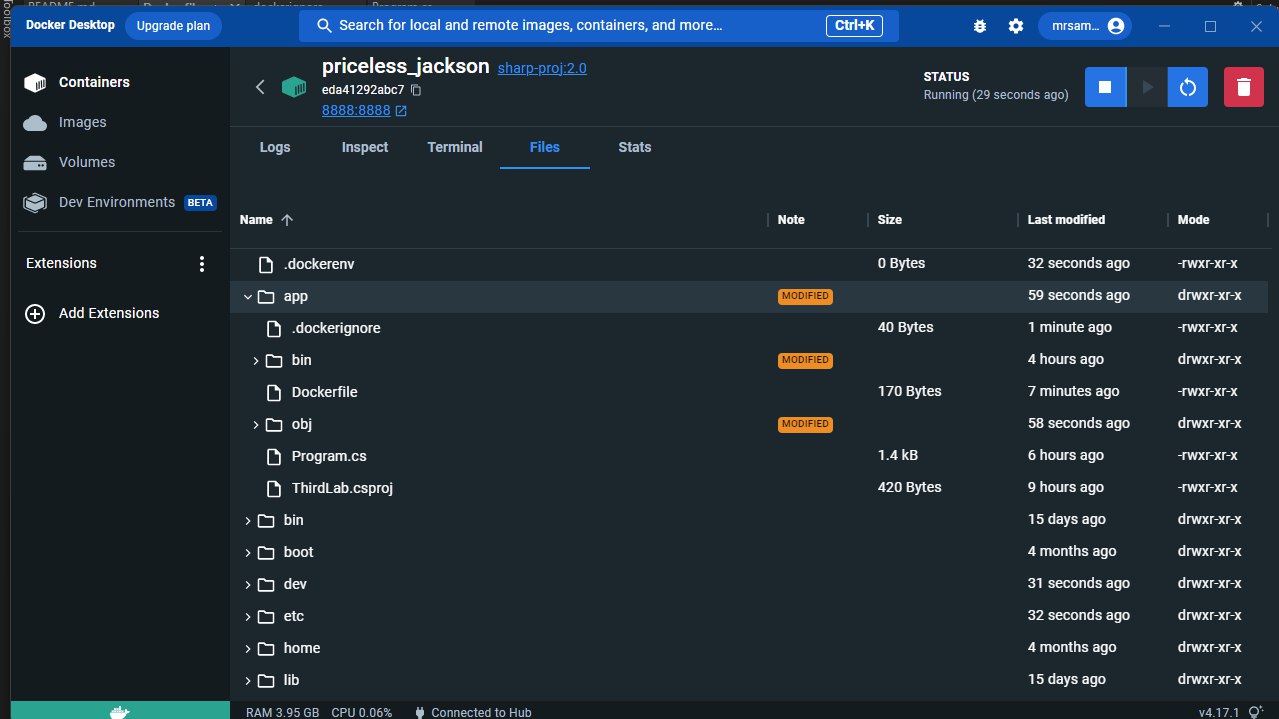 Docker Desktop
Upgrade plan
Search for local and remote images, containers, and more...
Ctrl+K
mrsam...
Containers
Images
Volumes
Dev Environments BETA
Extensions
Add Extensions
priceless_jackson sharp-proj:2.0
eda41292abc7
8888:8888
STATUS
Running (29 seconds ago)
Logs Inspect Terminal Files Stats
Name Note Size Last modified Mode
.dockerenv 0 Bytes 32 seconds ago -rwxr-xr-x
app MODIFIED 59 seconds ago drwxr-xr-x
.dockerignore 40 Bytes 1 minute ago -rwxr-xr-x
bin MODIFIED 4 hours ago drwxr-xr-x
Dockerfile 170 Bytes 7 minutes ago -rwxr-xr-x
obj MODIFIED 58 seconds ago drwxr-xr-x
Program.cs 1.4 kB 6 hours ago -rwxr-xr-x
ThirdLab.csproj 420 Bytes 9 hours ago -rwxr-xr-x
bin 15 days ago drwxr-xr-x
boot 4 months ago drwxr-xr-x
dev 31 seconds ago drwxr-xr-x
etc 32 seconds ago drwxr-xr-x
home 4 months ago drwxr-xr-x
lib 15 days ago drwxr-xr-x
RAM 3.95 GB CPU 0.06% Connected to Hub
v4.17.1